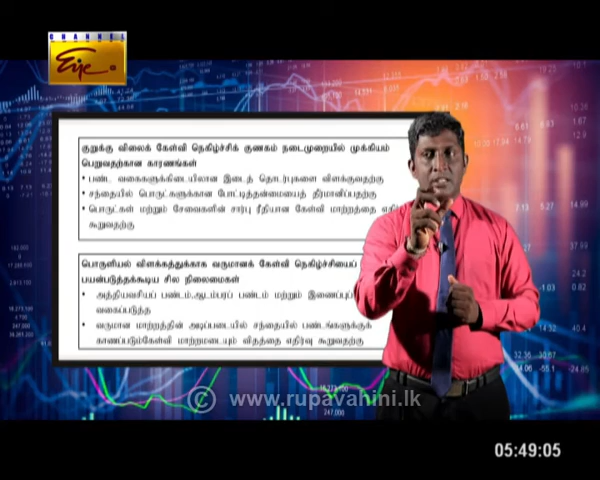 CHANNEL
Eye
குறுக்கு விலைக் கேள்வி நெகிழ்ச்சிக் குணகம் நடைமுறையில் முக்கியம்
பெறுவதற்கான காரணங்கள்
• பண்ட வகைகளுக்கிடையிலான இடைத் தொடர்புகளை விளக்குவதற்கு
• சந்தையில் பொருட்களுக்கான போட்டித்தன்மையைத் தீர்மானிப்பதற்கு
• பொருட்கள் மற்றும் சேவைகளின் சார்பு ரீதியான கேள்வி மாற்றத்தை எதிர்
கூறுவதற்கு
பொருளியல் விளக்கத்துக்காக வருமானக் கேள்வி நெகிழ்ச்சியைப்
பயன்படுத்தக்கூடிய சில நிலைமைகள்
• அத்தியவசியப் பண்டம்,ஆடம்பரப் பண்டம் மற்றும் இணைப்புப்
வகைப்படுத்த
• வருமான மாற்றத்தின் அடிப்படையில் சந்தையில் பண்டங்களுக்குக்
காணப்படும்கேள்வி மாற்றமடையும் விதத்தை எதிர்வு கூறுவதற்கு
© www.rupavahini.lk
05:49:05